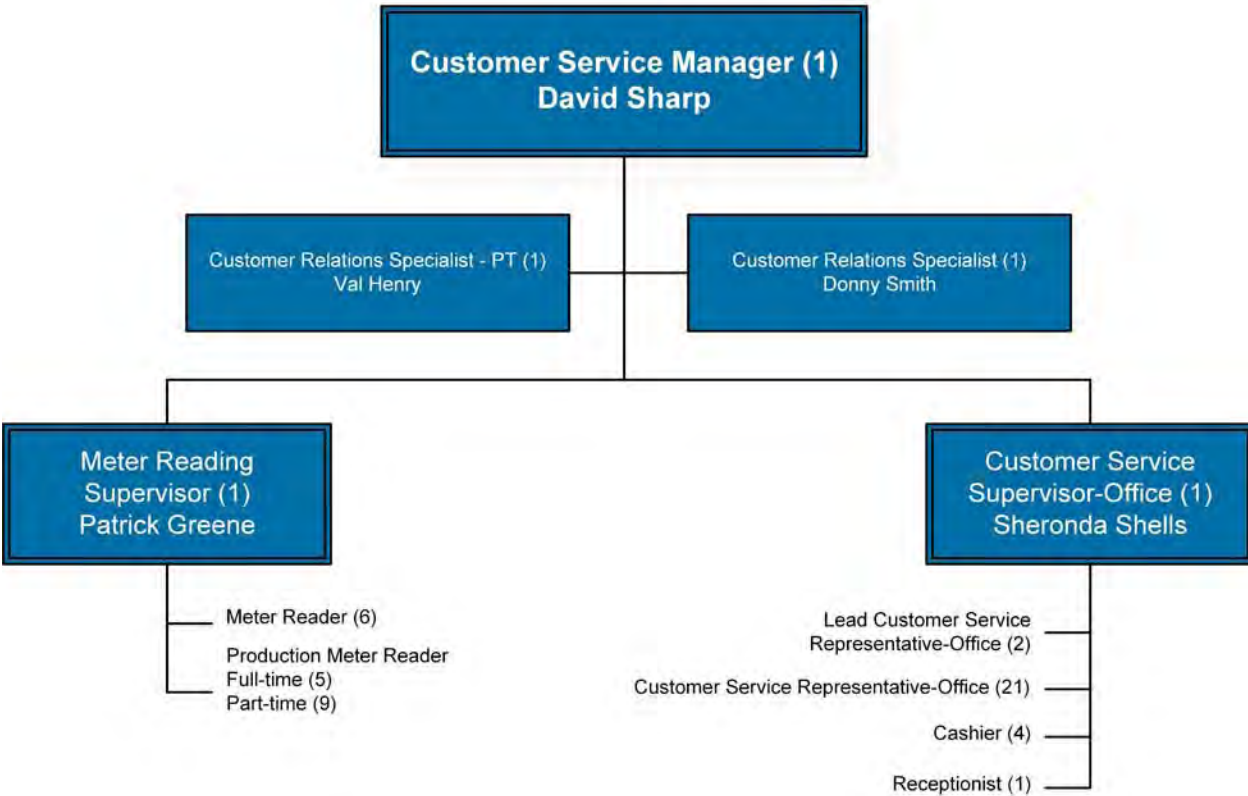 Customer Service Manager (1)
David Sharp
Customer Relations Specialist - PT (1)
Val Henry
Customer Relations Specialist (1)
Donny Smith
Meter Reading
Supervisor (1)
Patrick Greene
Customer Service
Supervisor-Office (1)
Sheronda Shells
Meter Reader (6)
Production Meter Reader
Full-time (5)
Part-time (9)
Lead Customer Service
Representative-Office (2)
Customer Service Representative-Office (21)
Cashier (4)
Receptionist (1)